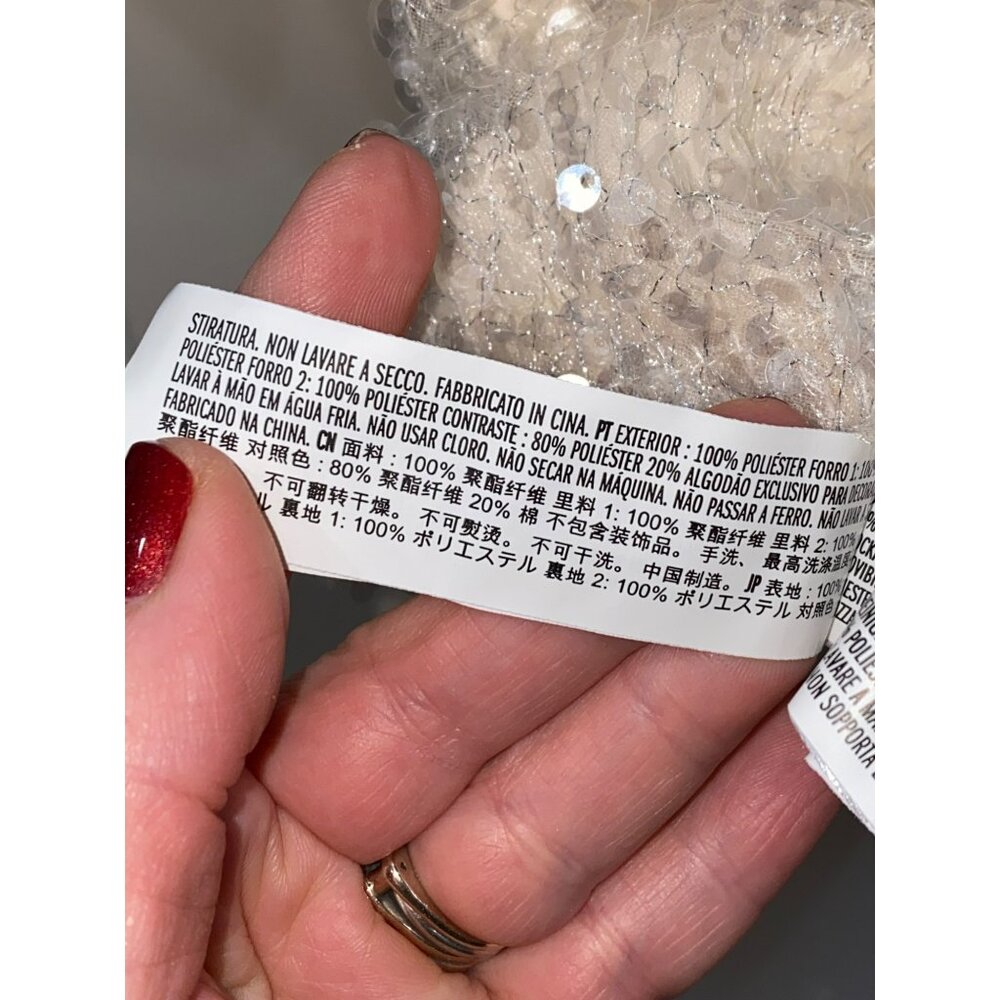 STIRATURA. NON LAVARE A SECCO. FABBRICATO IN CINA. PT EXTERIOR : 100% POLIÉSTER FORRO 1: 100%
POLIÉSTER FORRO 2: 100% POLIÉSTER CONTRASTE : 80% POLIÉSTER 20% ALGODÃO EXCLUSIVO PARA
LAVAR À MÃO EM ÁGUA FRIA. NÃO USAR CLORO. NÃO SECAR NA MÁQUINA. NÃO PASSAR A FERRO. NÃO LAVAR A
FABRICADO NA CHINA. CN 面料 : 100% 聚酯纤维 里料 1: 100% 聚酯纤维 里料 2: 100%
聚酯纤维 对照色 : 80% 聚酯纤维 20% 棉 不包含装饰品。 手洗、 最高洗涤温度
不可翻转干燥。 不可熨烫。 不可干洗。 中国制造。 JP 表地 : 100%
ル 裏地 1: 100% ポリエステル 裏地 2: 100% ポリエステル 対照色
POLIES
LAVARE A
NON SOPPORTA